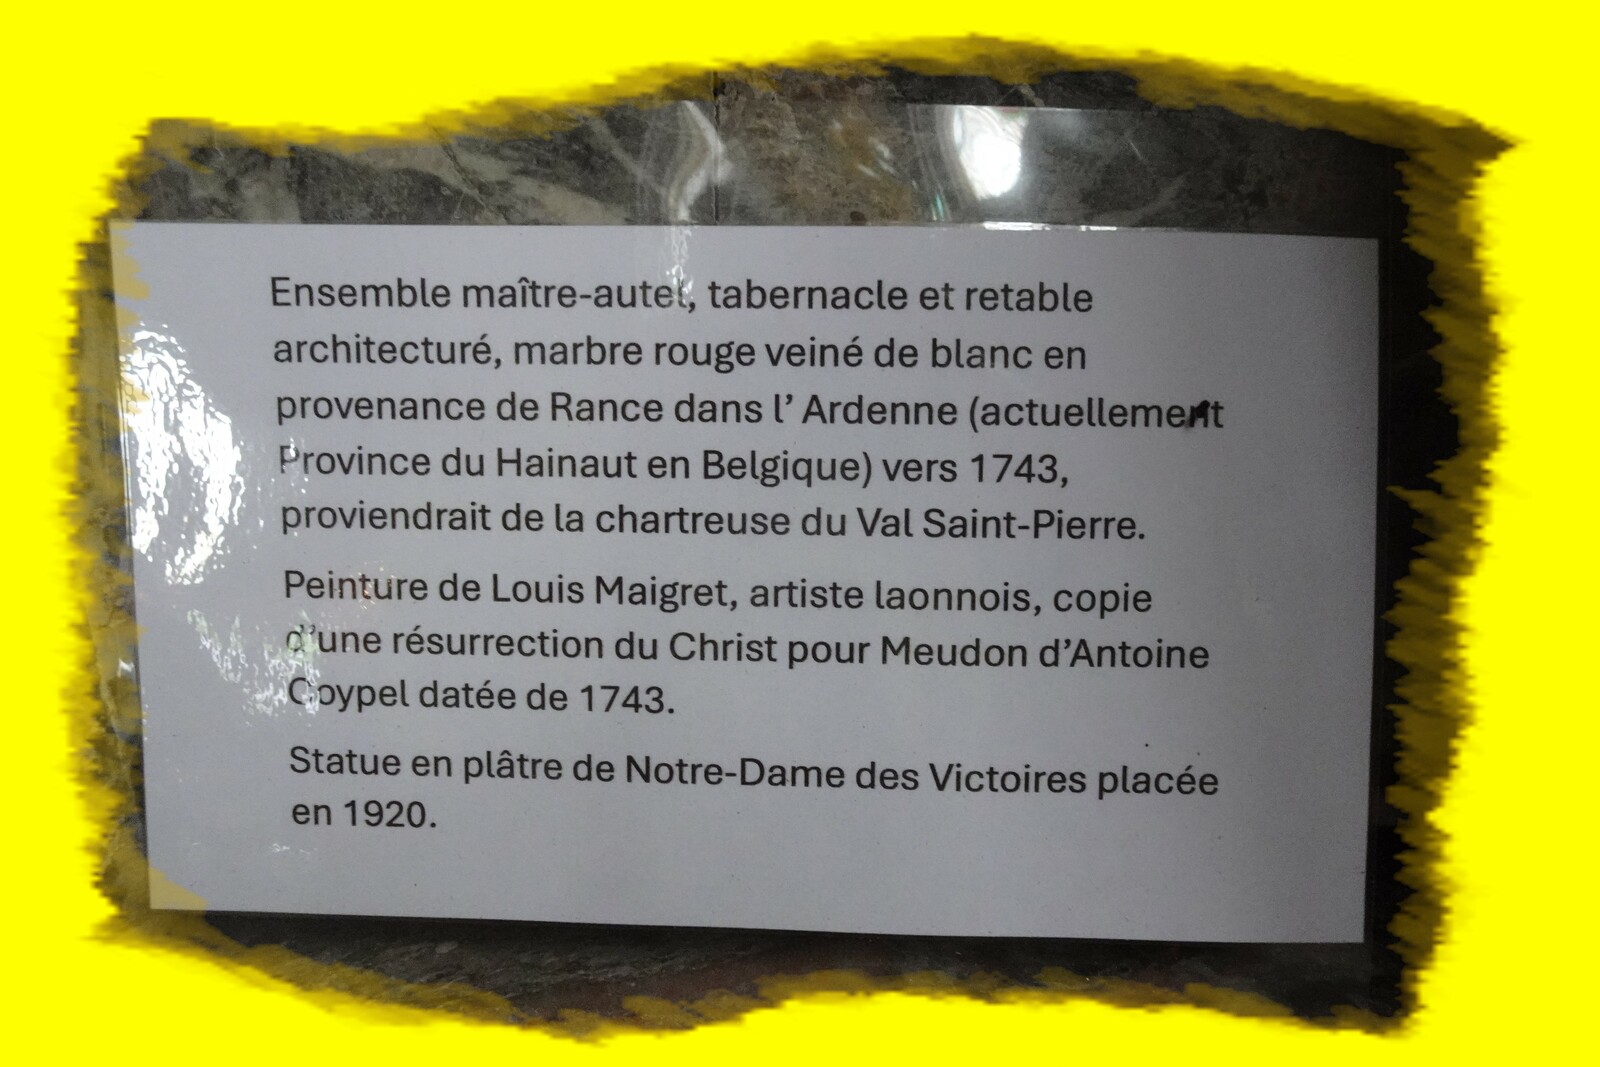 Ensemble maître-autel, tabernacle et retable
architecturé, marbre rouge veiné de blanc en
provenance de Rance dans l’ Ardenne (actuellement
Province du Hainaut en Belgique) vers 1743,
proviendrait de la chartreuse du Val Saint-Pierre.
Peinture de Louis Maigret, artiste laonnois, copie
d’une résurrection du Christ pour Meudon d’Antoine
Coypel datée de 1743.
Statue en plâtre de Notre-Dame des Victoires placée
en 1920.